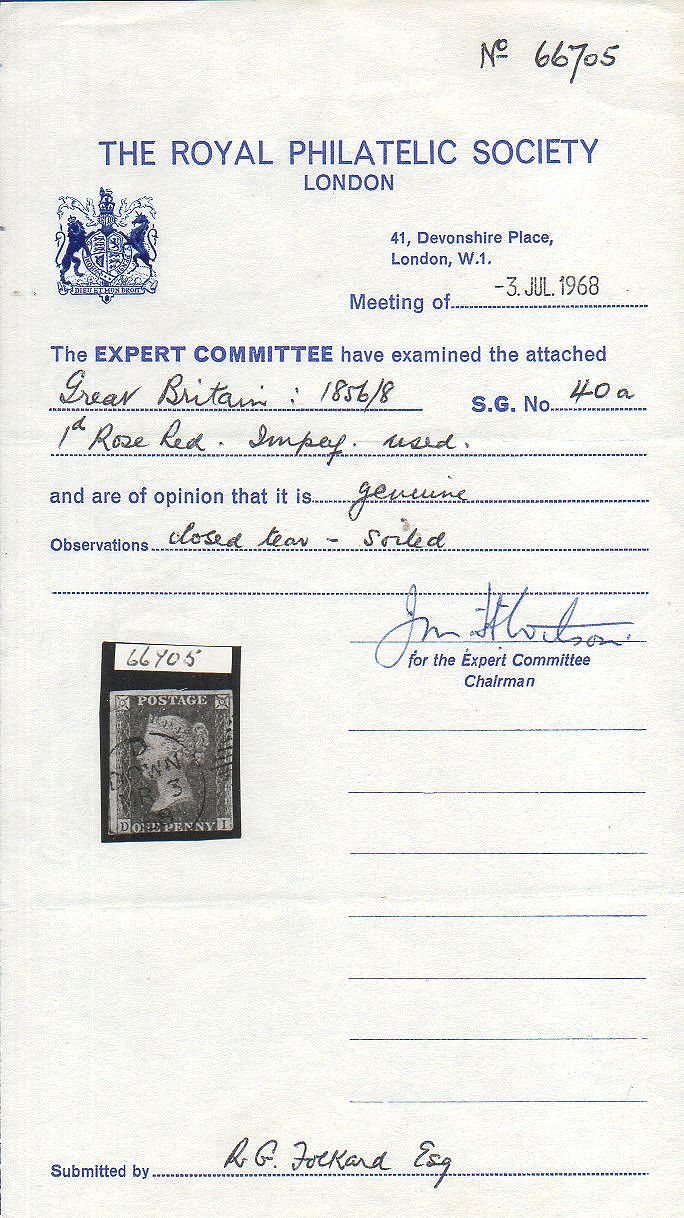 No 66705
THE ROYAL PHILATELIC SOCIETY
LONDON
DIEU ET MON DROIT
41, Devonshire Place,
London, W.1.
Meeting of -3. JUL. 1968
The EXPERT COMMITTEE have examined the attached
Great Britain : 1856/8 S.G. No. 40a
1d Rose Red. Imperf. used.
and are of opinion that it is genuine
Observations closed tear - soiled
for the Expert Committee
Chairman
66705
POSTAGE
DOWN
MR 3
D ONE PENNY I
Submitted by R. G. Folkard Esq